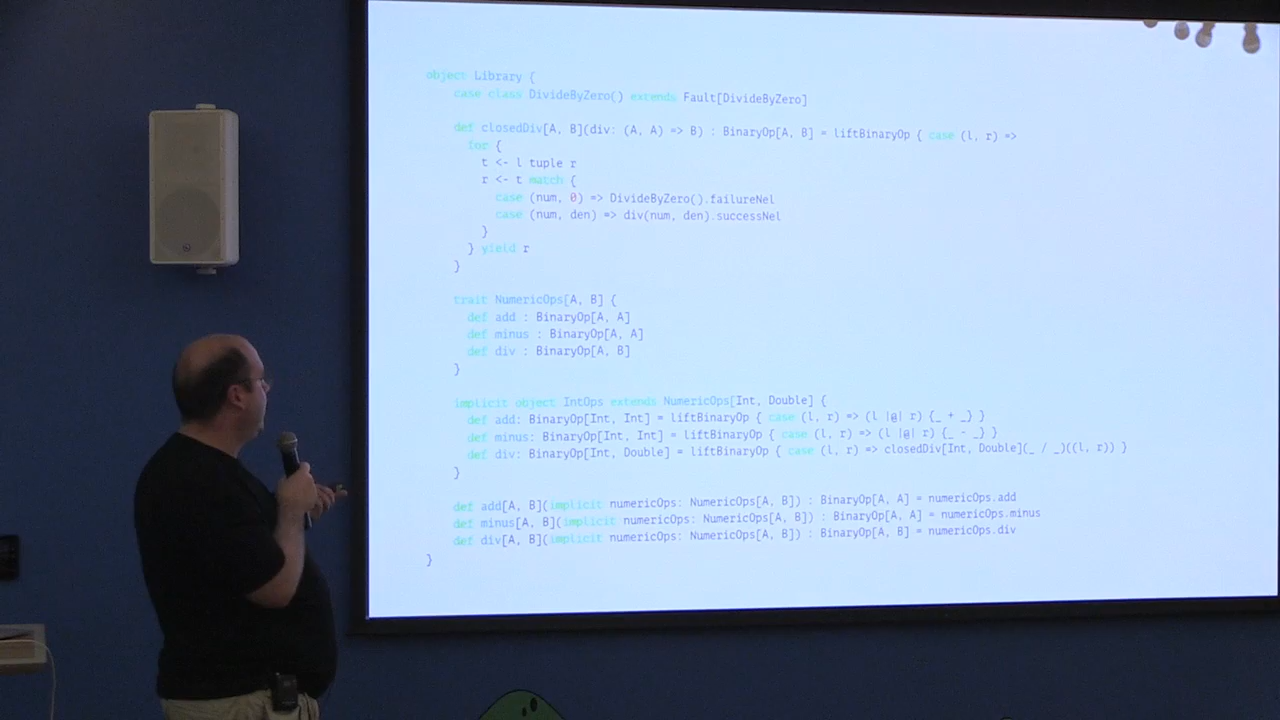 object Library {
case class DivideByZero() extends Fault[DivideByZero]
def closedDiv[A, B](div: (A, A) => B) : BinaryOp[A, B] = liftBinaryOp { case (l, r) =>
for {
t <- l tuple r
r <- t match {
case (num, 0) => DivideByZero().failureNel
case (num, den) => div(num, den).successNel
}
} yield r
}
trait NumericOps[A, B] {
def add : BinaryOp[A, A]
def minus : BinaryOp[A, A]
def div : BinaryOp[A, B]
}
implicit object IntOps extends NumericOps[Int, Double] {
def add: BinaryOp[Int, Int] = liftBinaryOp { case (l, r) => (l |@| r) {_ + _} }
def minus: BinaryOp[Int, Int] = liftBinaryOp { case (l, r) => (l |@| r) {_ - _} }
def div: BinaryOp[Int, Double] = liftBinaryOp { case (l, r) => closedDiv[Int, Double](_ / _)((l, r)) }
}
def add[A, B](implicit numericOps: NumericOps[A, B]) : BinaryOp[A, A] = numericOps.add
def minus[A, B](implicit numericOps: NumericOps[A, B]) : BinaryOp[A, A] = numericOps.minus
def div[A, B](implicit numericOps: NumericOps[A, B]) : BinaryOp[A, B] = numericOps.div
}